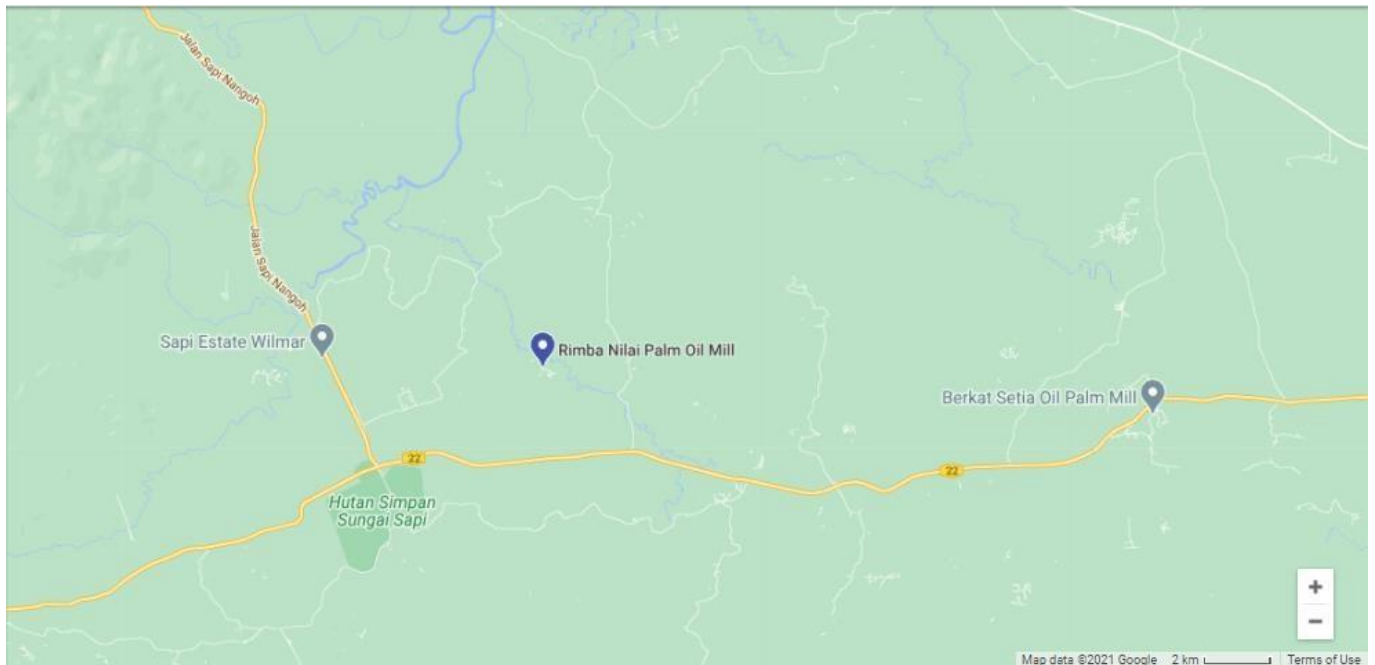 Jalan Sapi Nangoh
Jalan Sapi Nangoh
Sapi Estate Wilmar
Rimba Nilai Palm Oil Mill
Berkat Setia Oil Palm Mill
22
22
Hutan Simpan
Sungai Sapi
+
−
Map data ©2021 Google 2 km Terms of Use